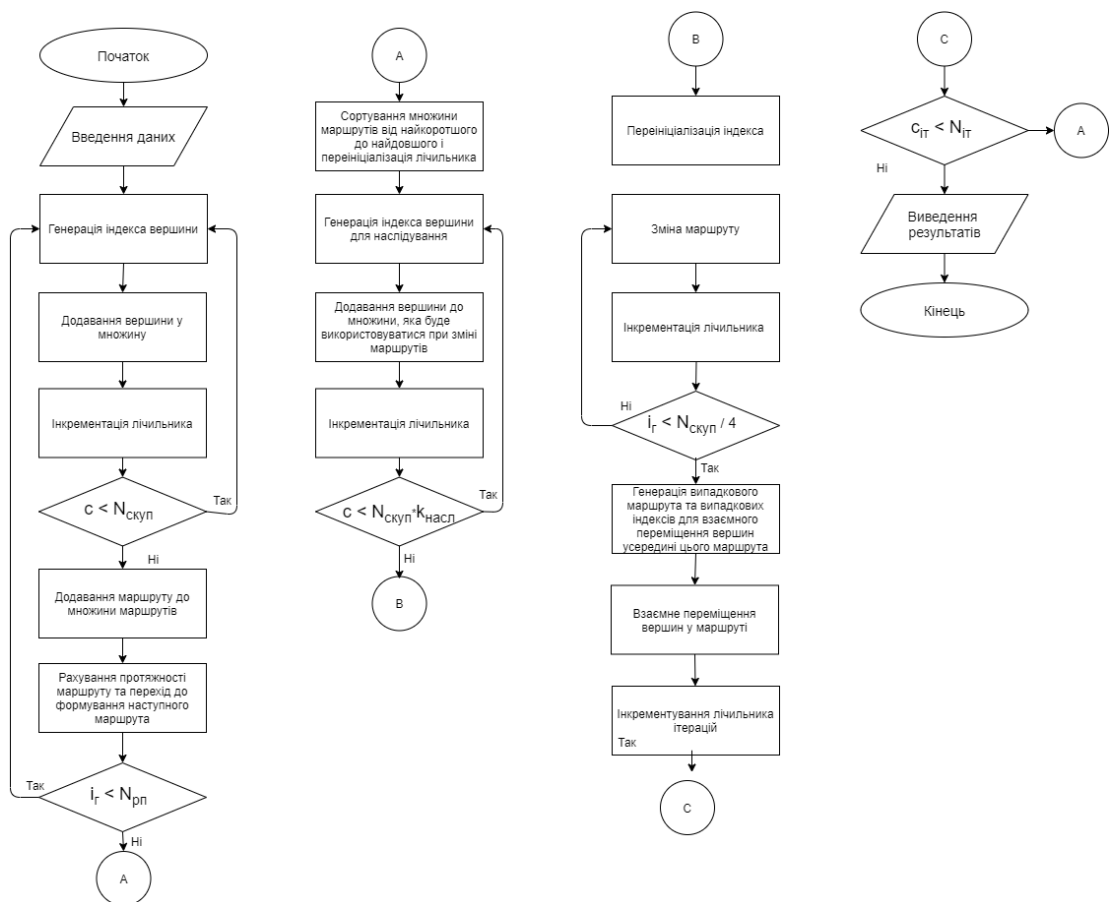 Початок
Введення даних
Генерація індекса вершини
Додавання вершини у
множину
Інкрементація лічильника
c < Nскуп
Так
Ні
Додавання маршруту до
множини маршрутів
Рахування протяжності
маршруту та перехід до
формування наступного
маршрута
Так
iг < Nрп
Ні
A
A
Сортування множини
маршрутів від найкоротшого
до найдовшого і
переініціалізація лічильника
Генерація індекса вершини
для наслідування
Додавання вершини до
множини, яка буде
використовуватися при зміні
маршрутів
Інкрементація лічильника
Так
c < Nскуп*kнасл
Ні
B
B
Переініціалізація індекса
Зміна маршруту
Інкрементація лічильника
Ні
iг < Nскуп / 4
Так
Генерація випадкового
маршрута та випадкових
індексів для взаємного
переміщення вершин
усередині цього маршрута
Взаємне переміщення
вершин у маршруті
Інкрементування лічильника
ітерацій
Так
C
C
cіт < Nіт
A
Ні
Виведення
результатів
Кінець